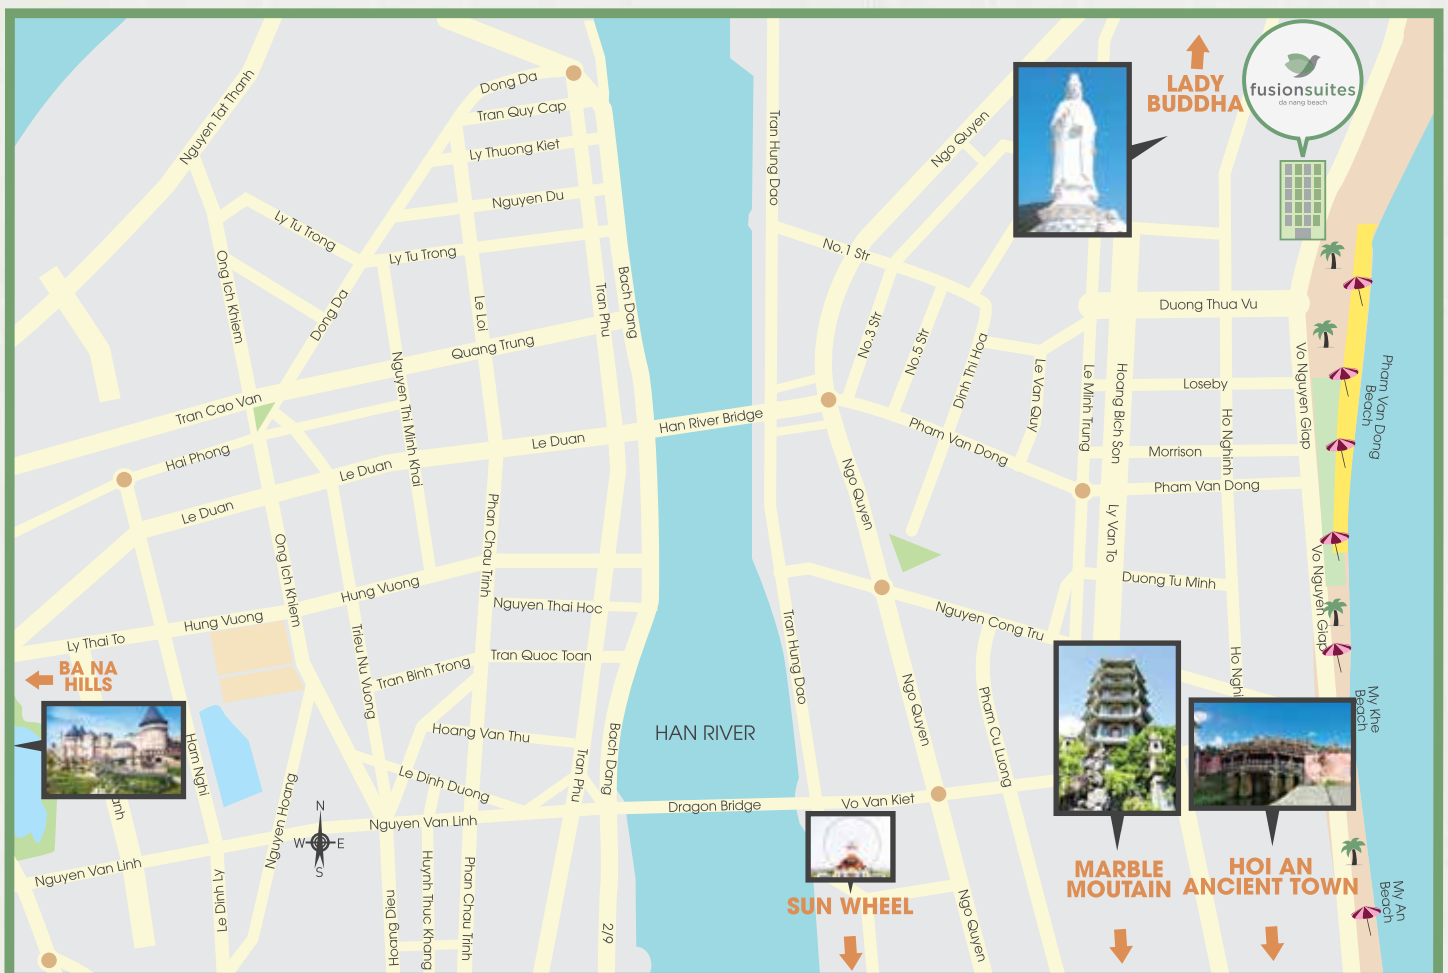 LADY
BUDDHA
fusionsuites
da nang beach
Nguyen Tat Thanh
Dong Da
Tran Quy Cap
Ly Thuong Kiet
Nguyen Du
Ly Tu Trong
Ly Tu Trong
Ong Ich Khiem
Dong Da
Le Loi
Tran Phu
Bach Dang
Quang Trung
Nguyen Thi Minh Khai
Tran Cao Van
Hai Phong
Le Duan
Le Duan
Le Duan
Han River Bridge
Tran Hung Dao
Ngo Quyen
No.1 Str
No.3 Str
No.5 Str
Dinh Thi Hoa
Le Van Quy
Le Minh Trung
Hoang Bich Son
Duong Thua Vu
Loseby
Ho Nghinh
Morrison
Pham Van Dong
Pham Van Dong
Vo Nguyen Giap
Pham Van Dong
Beach
Ngo Quyen
Ly Van To
Duong Tu Minh
Vo Nguyen Giap
Phan Chau Trinh
Ong Ich Khiem
Hung Vuong
Hung Vuong
Ly Thai To
Nguyen Thai Hoc
Trieu Nu Vuong
Tran Quoc Toan
Tran Binh Trong
Nguyen Cong Tru
Tran Hung Dao
Ho Nghi
BA NA
HILLS
Ham Nghi
anh
Hoang Van Thu
Le Dinh Duong
Tran Phu
Bach Dang
HAN RIVER
Ngo Quyen
Pham Cu Luong
My Khe
Beach
Dragon Bridge
Vo Van Kiet
Nguyen Van Linh
Nguyen Van Linh
Nguyen Hoang
N
W
E
S
Le Dinh Ly
Hoang Dieu
Huynh Thuc Khang
Phan Chau Trinh
2/9
SUN WHEEL
Ngo Quyen
MARBLE
MOUTAIN
HOI AN
ANCIENT TOWN
My An
Beach